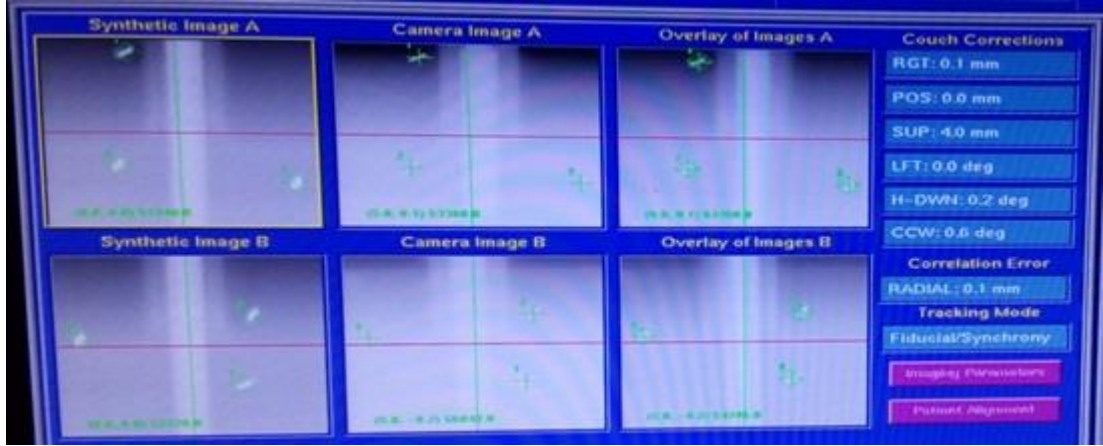 Synthetic Image A
Camera Image A
Overlay of Images A
Couch Corrections
RGT: 0.1 mm
POS: 0.0 mm
SUP: 4.0 mm
LFT: 0.0 deg
H-DWN: 0.2 deg
CCW: 0.6 deg
Synthetic Image B
Camera Image B
Overlay of Images B
Correlation Error
RADIAL: 0.1 mm
Tracking Mode
Fiducial/Synchrony
Imaging Parameters
Patient Alignment